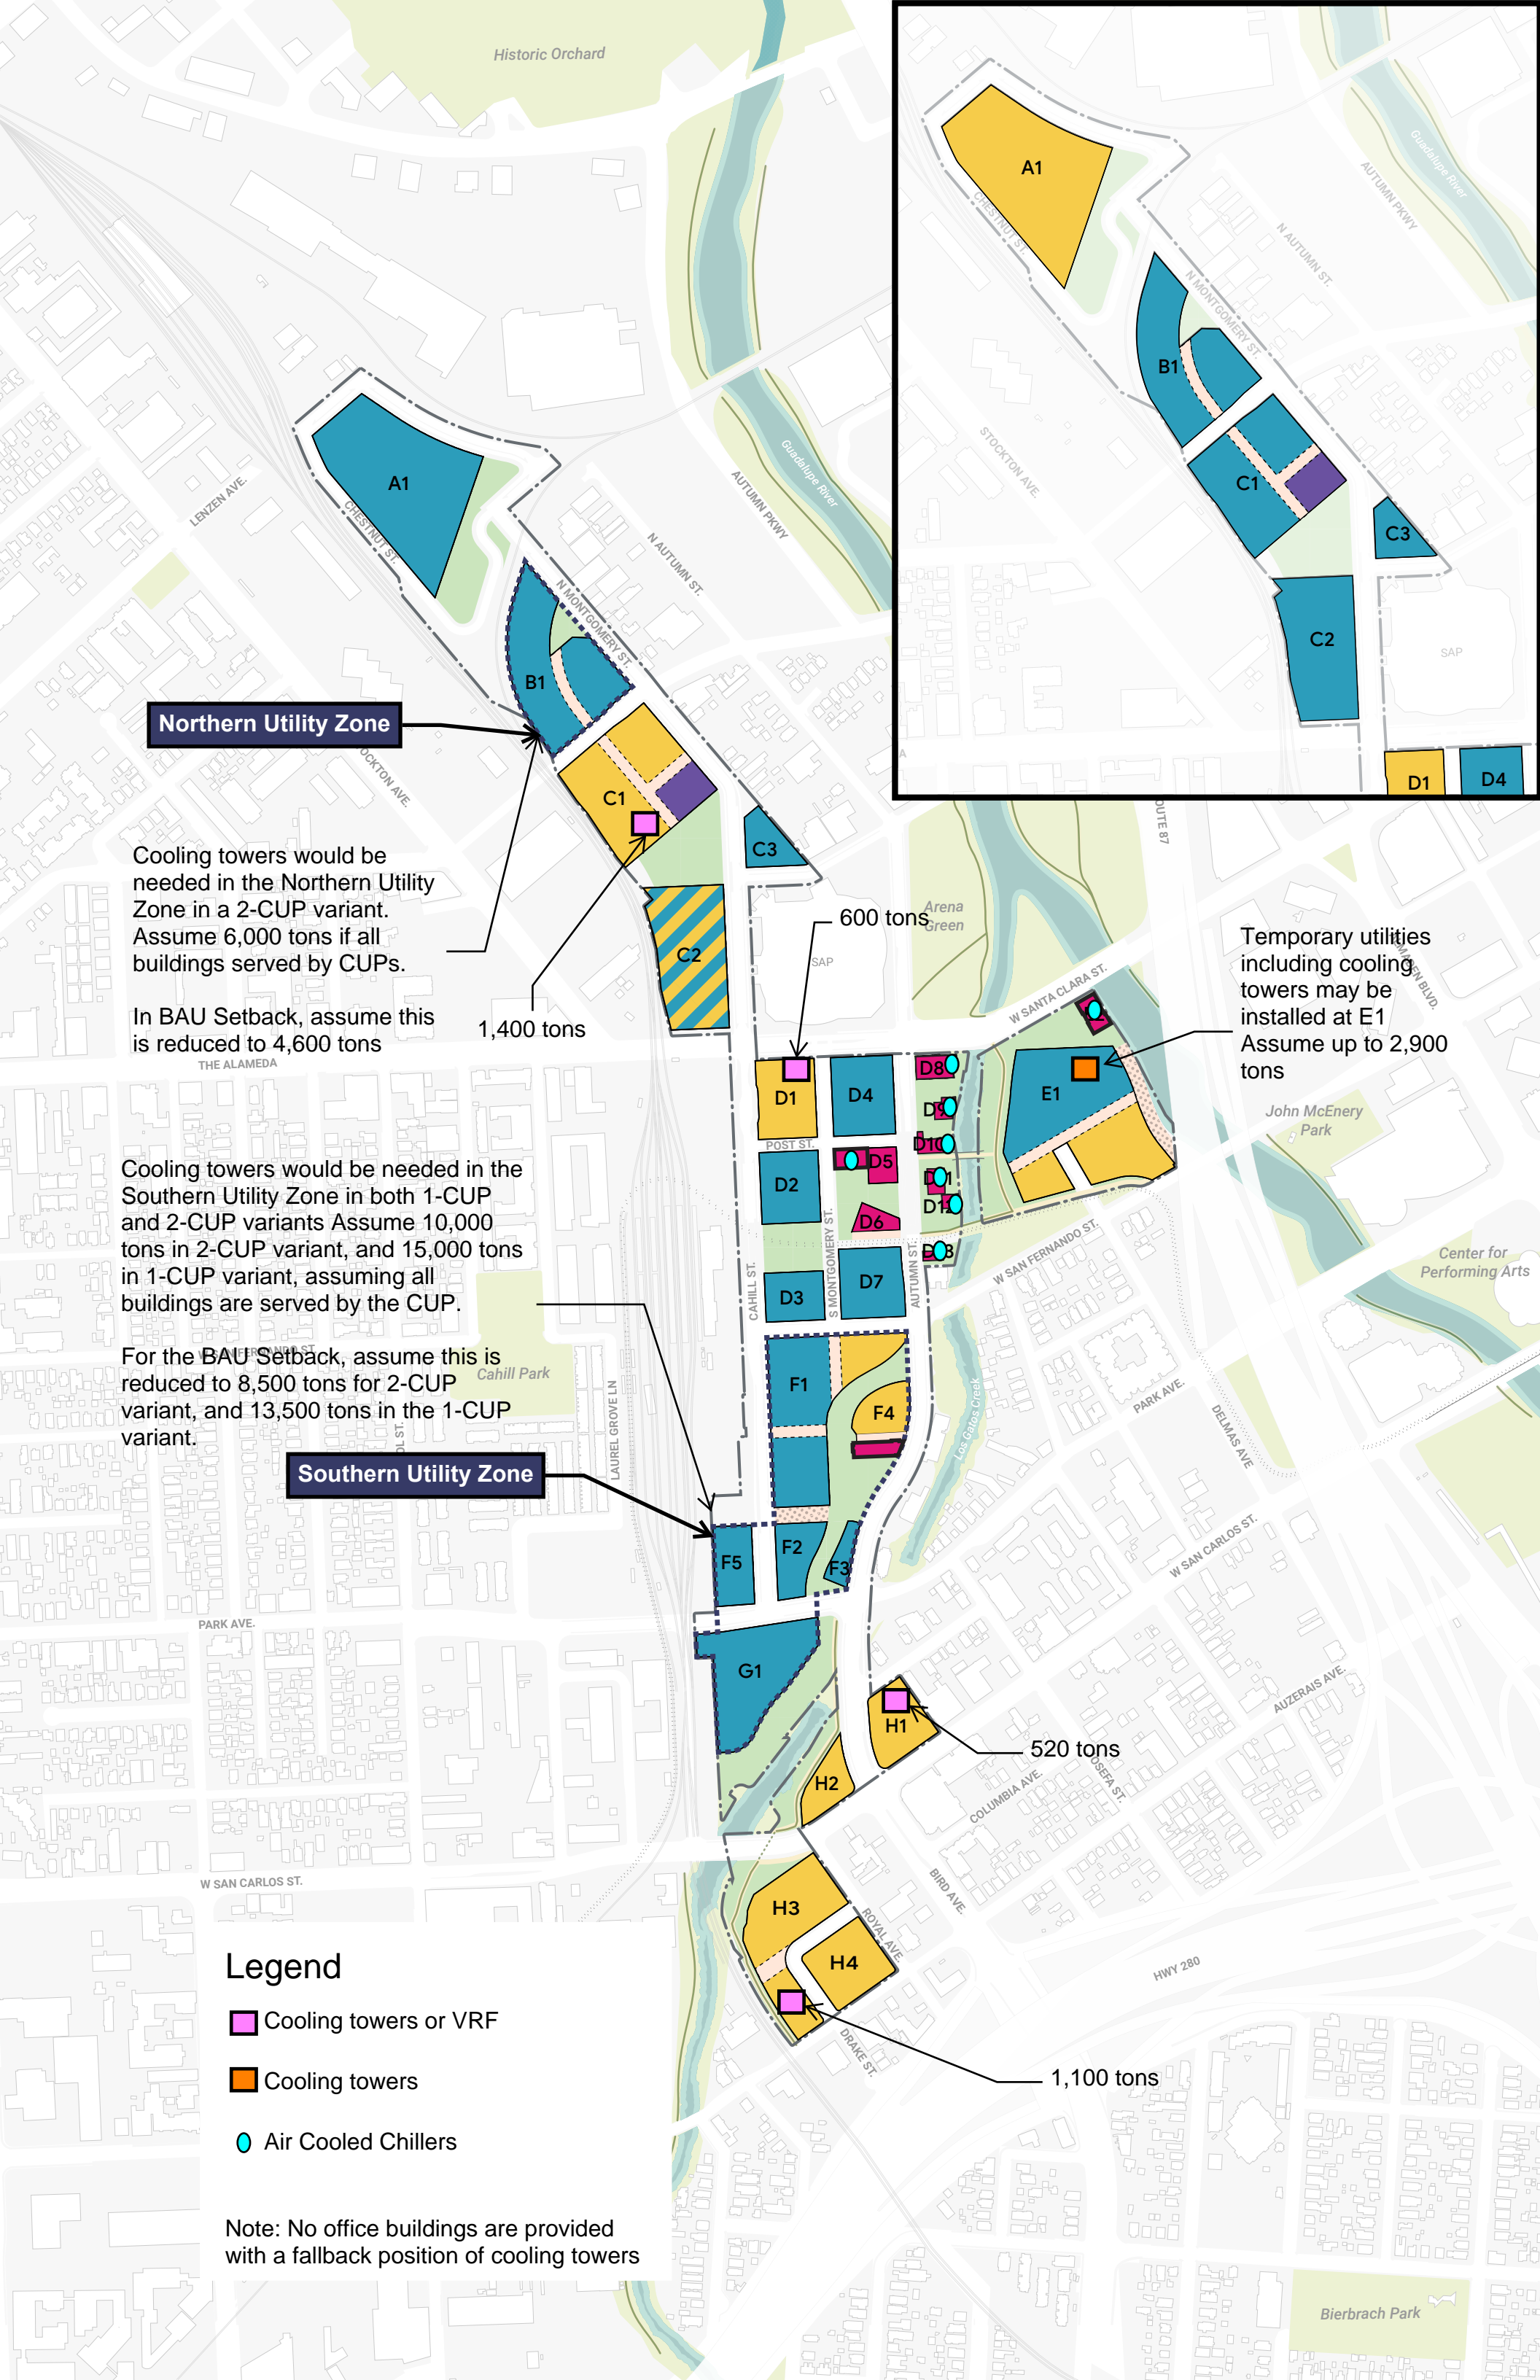 Historic Orchard
Guadalupe River
AUTUMN PKWY
N AUTUMN ST.
N MONTGOMERY ST.
LENZEN AVE.
CHESTNUT ST.
A1
B1
C1
C2
C3
A1
CHESTNUT ST.
Guadalupe River
AUTUMN PKWY
N AUTUMN ST.
N MONTGOMERY ST.
B1
STOCKTON AVE.
C1
C3
C2
SAP
D1
D4
Northern Utility Zone
Cooling towers would be
needed in the Northern Utility
Zone in a 2-CUP variant.
Assume 6,000 tons if all
buildings served by CUPs.
In BAU Setback, assume this
is reduced to 4,600 tons
1,400 tons
600 tons
Arena
Green
SAP
W SANTA CLARA ST.
Temporary utilities
including cooling
towers may be
installed at E1
Assume up to 2,900
tons
THE ALAMEDA
John McEnery
Park
D1
D4
D8
E1
POST ST.
D2
D5
D6
D3
D7
CAHILL ST.
S MONTGOMERY ST.
AUTUMN ST.
W SAN FERNANDO ST.
Center for
Performing Arts
Cooling towers would be needed in the
Southern Utility Zone in both 1-CUP
and 2-CUP variants Assume 10,000
tons in 2-CUP variant, and 15,000 tons
in 1-CUP variant, assuming all
buildings are served by the CUP.
For the BAU Setback, assume this is
reduced to 8,500 tons for 2-CUP
variant, and 13,500 tons in the 1-CUP
variant.
Cahill Park
LAUREL GROVE LN
Southern Utility Zone
F1
F4
Los Gatos Creek
PARK AVE.
DELMAS AVE.
F5
F2
F3
W SAN CARLOS ST.
PARK AVE.
G1
H1
520 tons
AUZERAIS AVE.
H2
COLUMBIA AVE.
W SAN CARLOS ST.
BIRD AVE.
H3
ROYAL AVE.
H4
HWY 280
DRAKE ST.
1,100 tons
Legend
Cooling towers or VRF
Cooling towers
Air Cooled Chillers
Note: No office buildings are provided
with a fallback position of cooling towers
Bierbrach Park